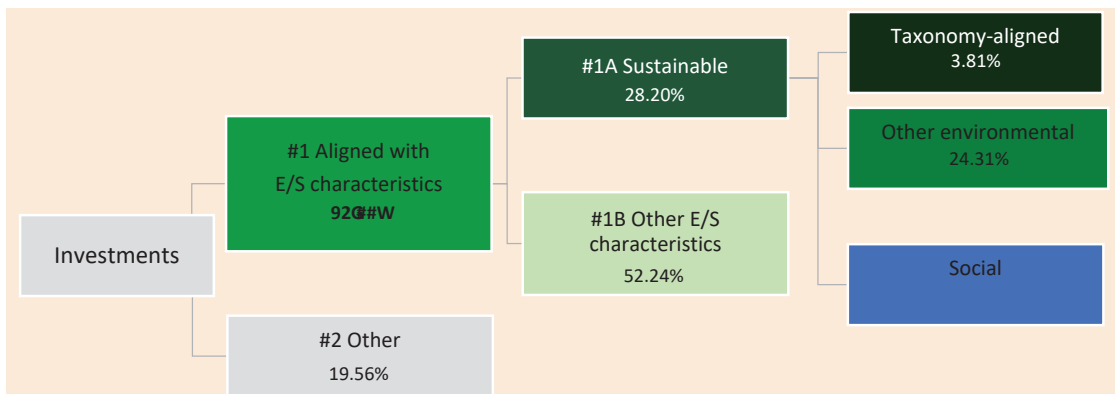 Investments
#1 Aligned with
E/S characteristics
#2 Other
19.56%
#1A Sustainable
28.20%
#1B Other E/S
characteristics
52.24%
Taxonomy-aligned
3.81%
Other environmental
24.31%
Social